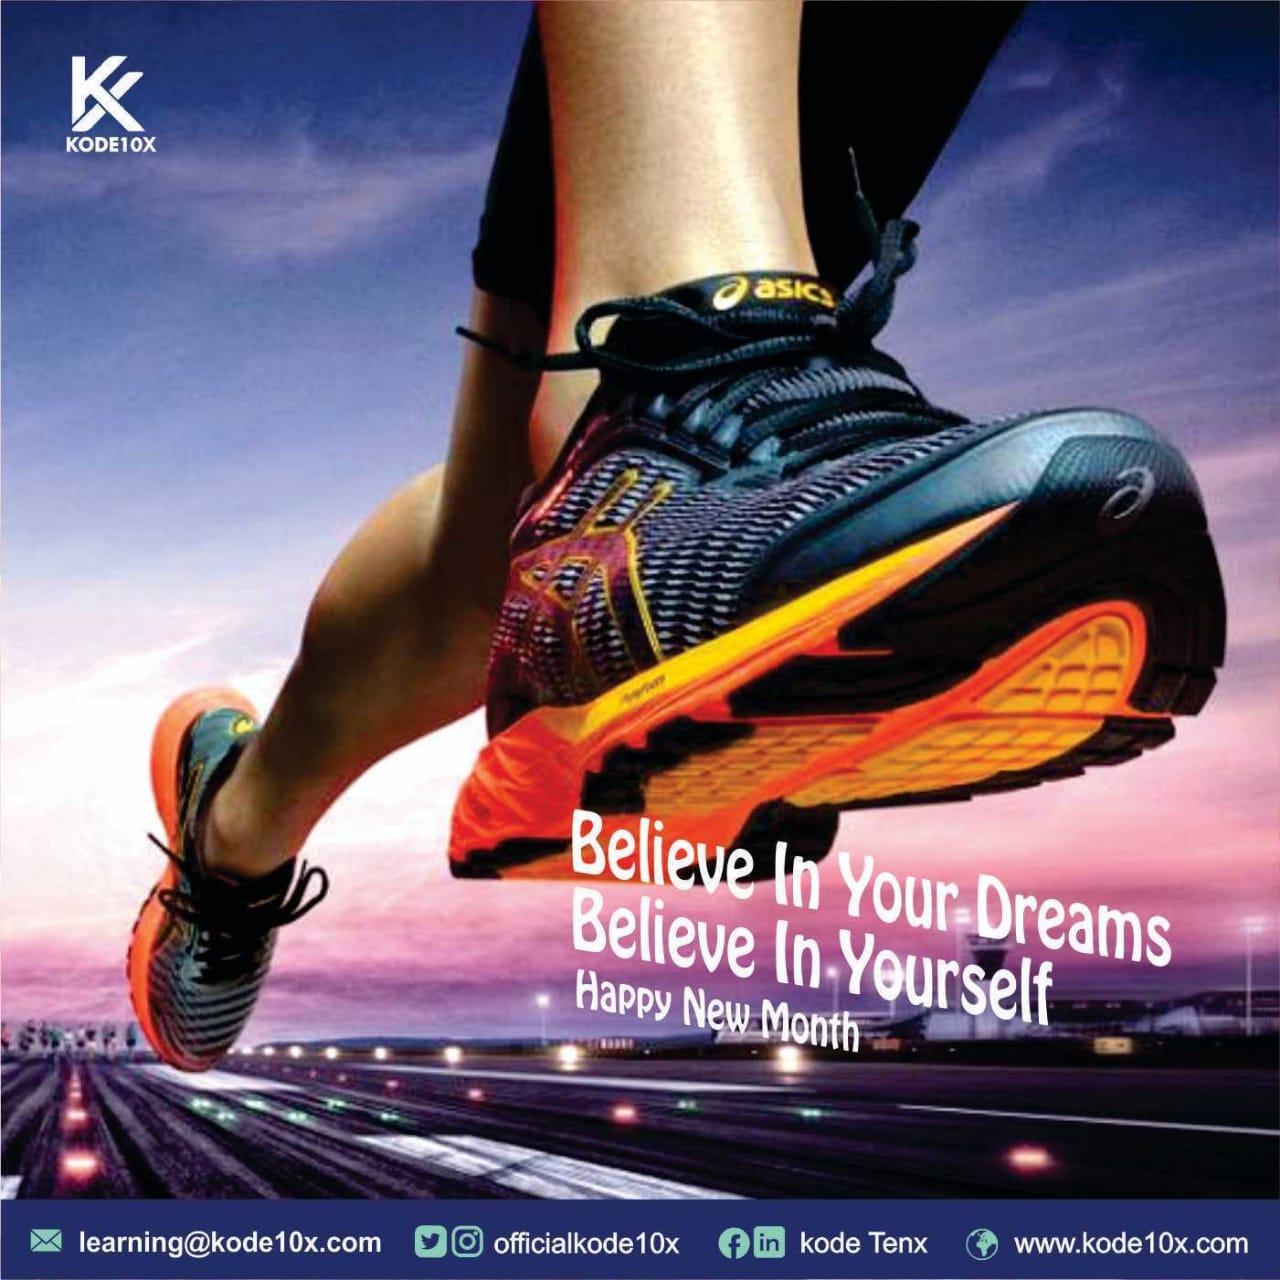 KODE10X
asics
Believe In Your Dreams
Believe In Yourself
Happy New Month
learning@kode10x.com
officialkode10x
kode Tenx
www.kode10x.com